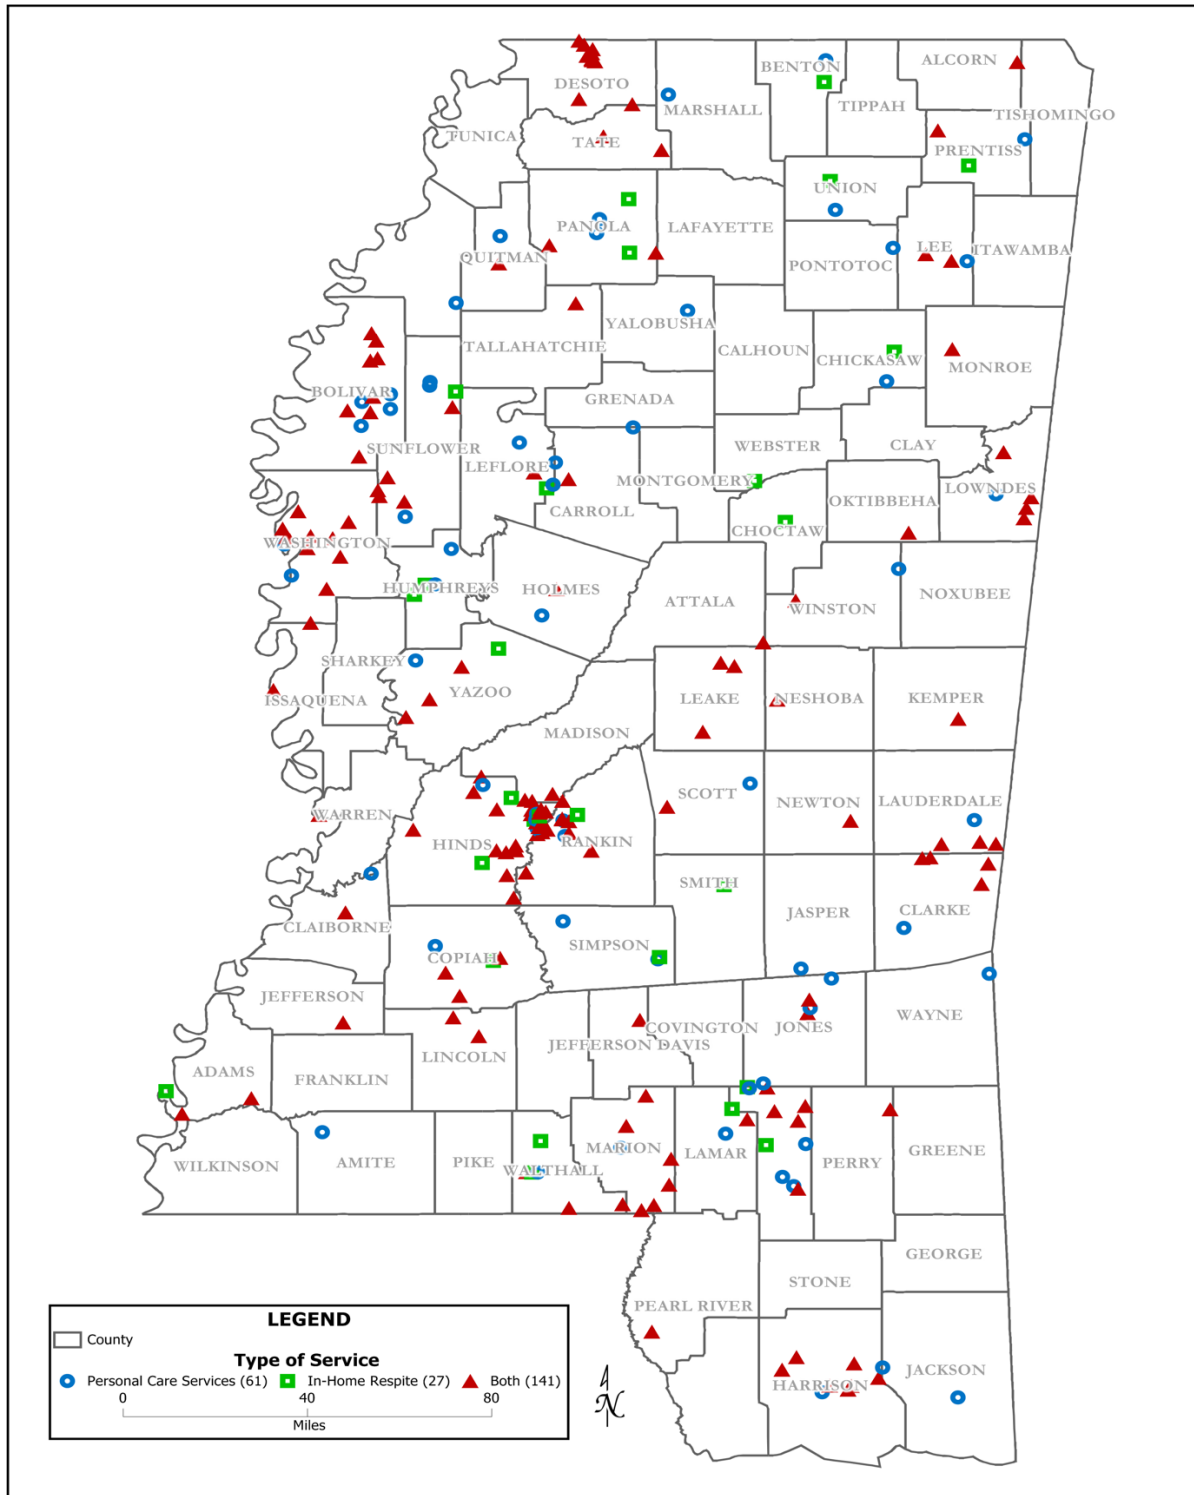 ALCORN
BENTON
DESOTO
TIPPAH
MARSHALL
TISHOMINGO
TUNICA
TATE
PRENTISS
UNION
PANOLA
LAFAYETTE
LEE
ITAWAMBA
QUITMAN
PONTOTOC
YALOBUSHA
TALLAHATCHIE
CALHOUN
CHICKASAW
MONROE
BOLIVAR
GRENADA
SUNFLOWER
WEBSTER
CLAY
LEFLORE
MONTGOMERY
LOWNDES
OKTIBBEHA
CARROLL
CHOCTAW
WASHINGTON
HUMPHREYS
HOLMES
NOXUBEE
ATTALA
WINSTON
SHARKEY
YAZOO
ISSAQUENA
LEAKE
NESHOBA
KEMPER
MADISON
SCOTT
NEWTON
LAUDERDALE
WARREN
HINDS
RANKIN
SMITH
JASPER
CLARKE
CLAIBORNE
SIMPSON
COPIAH
JEFFERSON
WAYNE
COVINGTON
JONES
JEFFERSON DAVIS
LINCOLN
ADAMS
FRANKLIN
MARION
LAMAR
GREENE
WILKINSON
AMITE
PIKE
WALTHALL
PERRY
GEORGE
STONE
PEARL RIVER
JACKSON
HARRISON
LEGEND
County
Type of Service
Personal Care Services (61) In-Home Respite (27) Both (141)
0 40 80
Miles
N